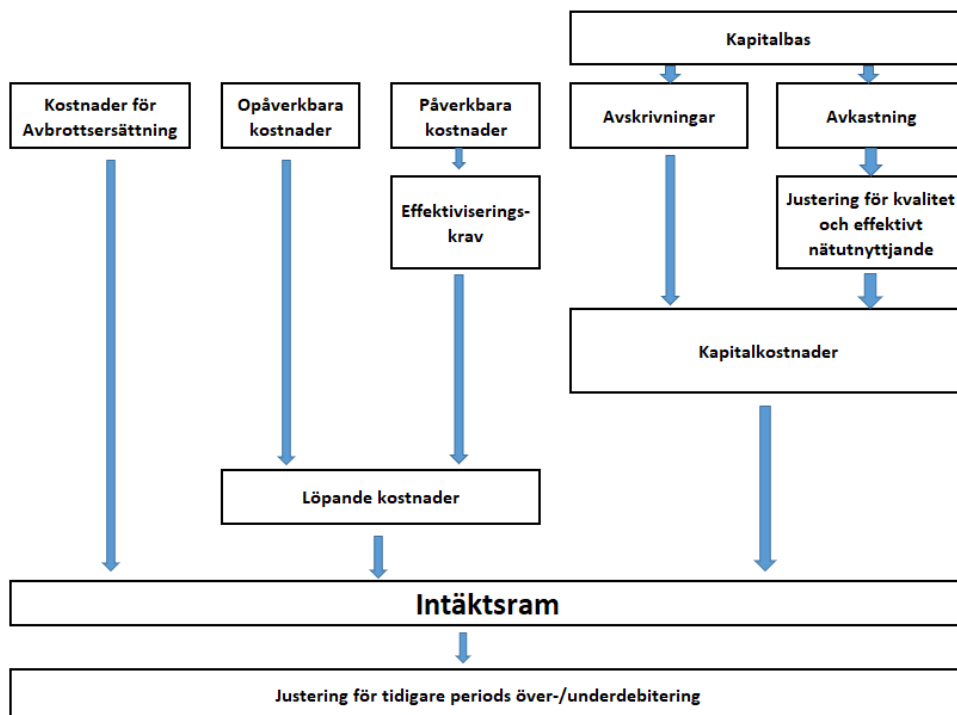 Kapitalbas
Kostnader för
Avbrottsersättning
Opåverkbara
kostnader
Påverkbara
kostnader
Avskrivningar
Avkastning
Effektiviserings-
krav
Justering för kvalitet
och effektivt
nätutnyttjande
Kapitalkostnader
Löpande kostnader
Intäktsram
Justering för tidigare periods över-/underdebitering